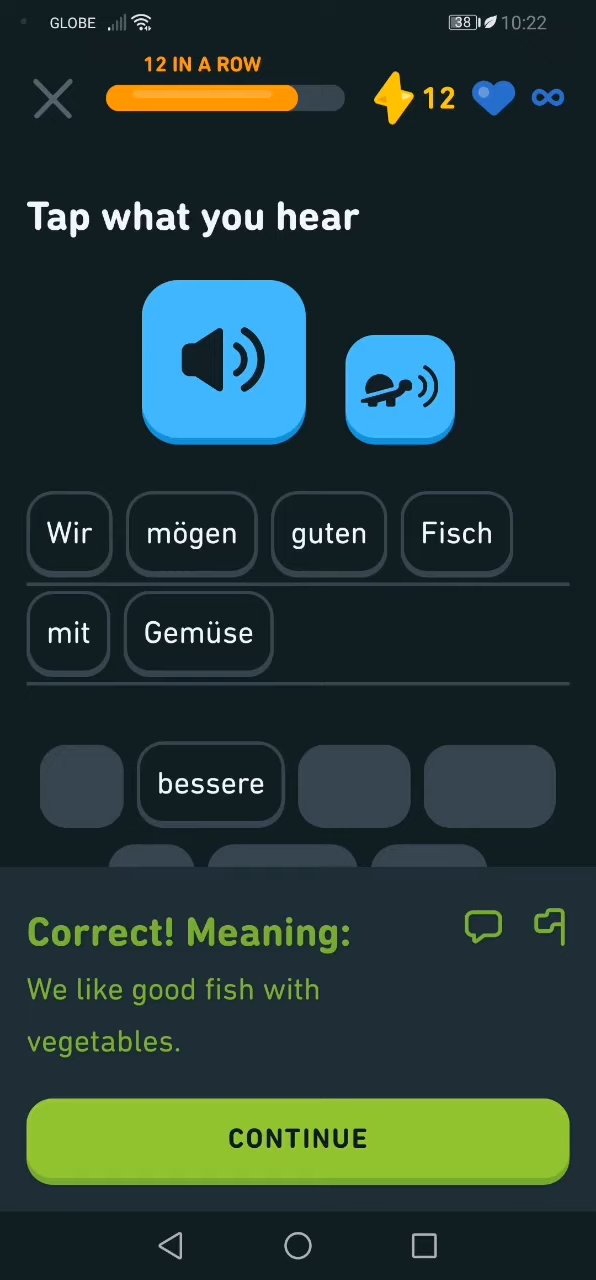 GLOBE 38 10:22
12 IN A ROW
12
Tap what you hear
Wir mögen guten Fisch
mit Gemüse
bessere
Correct! Meaning:
We like good fish with
vegetables.
CONTINUE